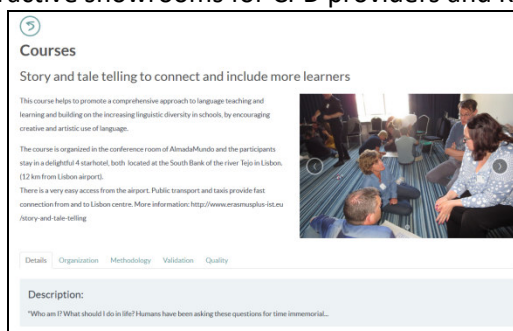 active showrooms for CPD providers and
Courses
Story and tale telling to connect and include more learners
This course helps to promote a comprehensive approach to language teaching and
learning and building on the increasing linguistic diversity in schools, by encouraging
creative and artistic use of language.
The course is organized in the conference room of AlmadaMundo and the participants
stay in a delightful 4 starhotel, both located at the South Bank of the river Tejo in Lisbon.
(12 km from Lisbon airport).
There is a very easy access from the airport. Public transport and taxis provide fast
connection from and to Lisbon centre. More information: http://www.erasmusplus-ist.eu
/story-and-tale-telling
Details Organization Methodology Validation Quality
Description:
"Who am I? What should I do in life? Humans have been asking these questions for time immemorial...